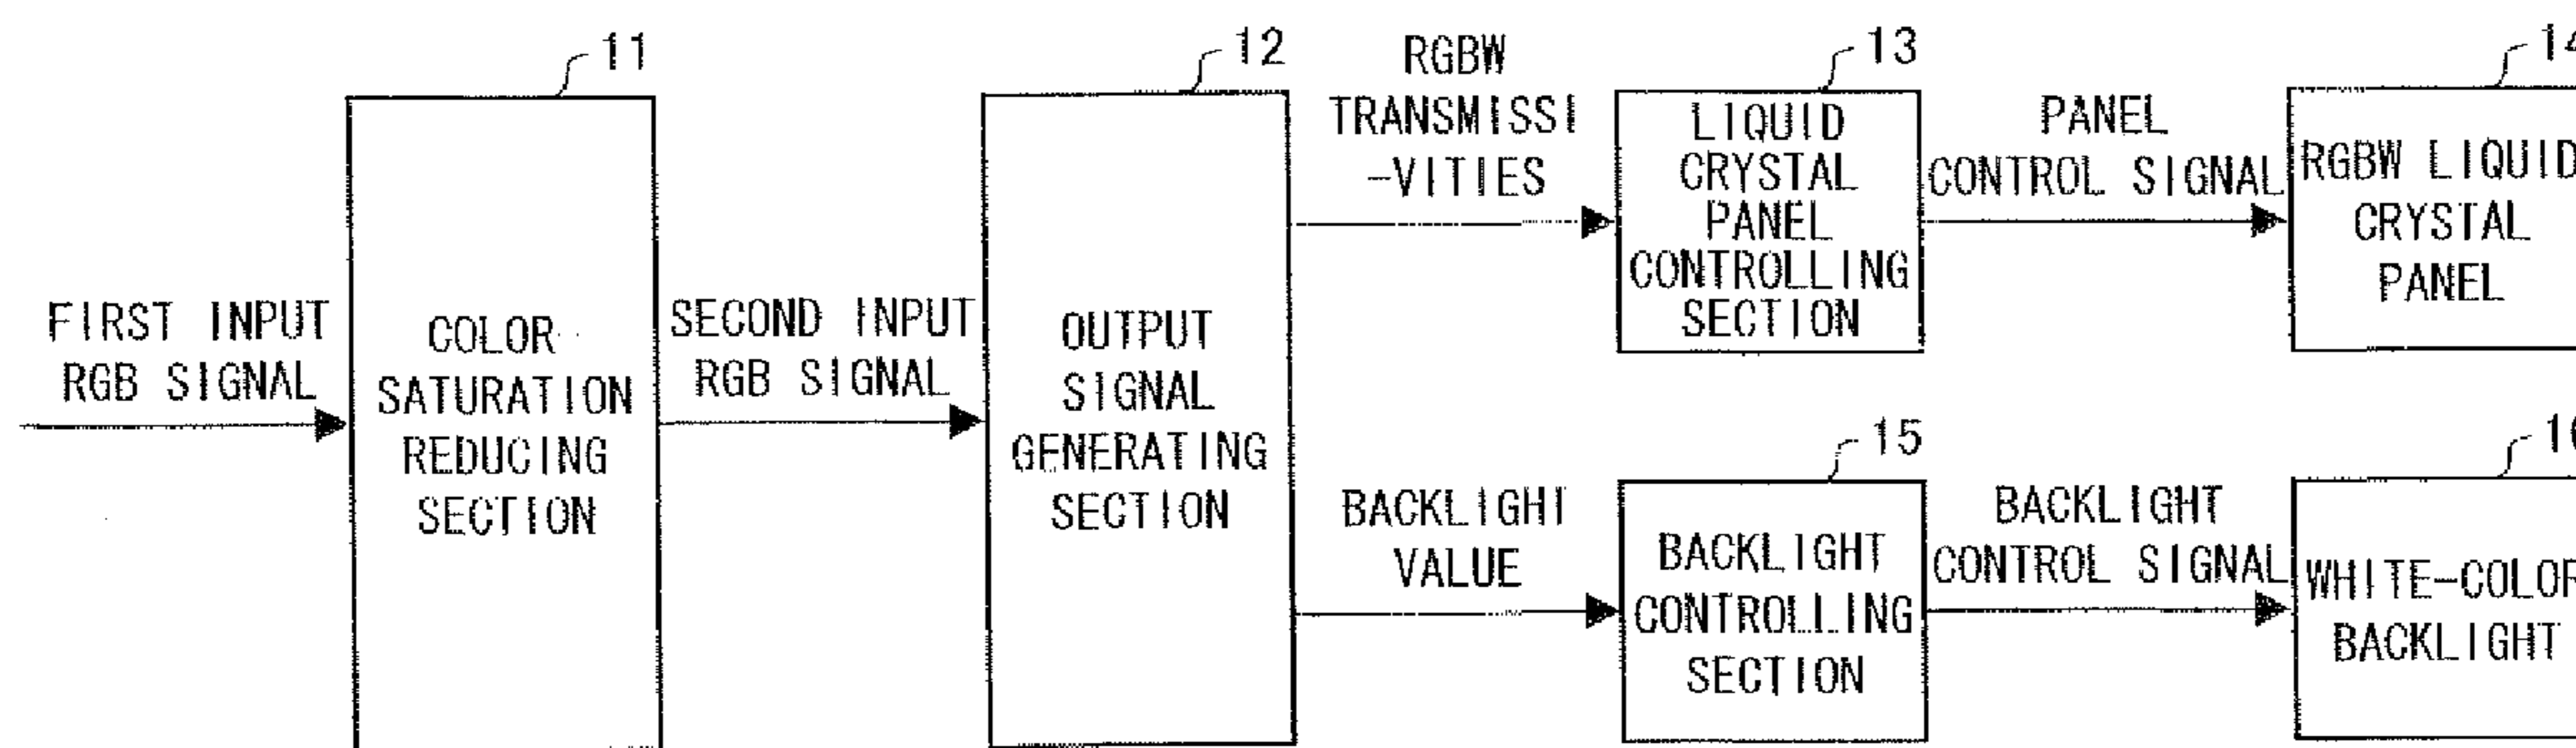 11
12
13
14
FIRST INPUT
RGB SIGNAL
COLOR
SATURATION
REDUCING
SECTION
SECOND INPUT
RGB SIGNAL
OUTPUT
SIGNAL
GENERATING
SECTION
RGBW
TRANSMISSI
-VITIES
LIQUID
CRYSTAL
PANEL
CONTROLLING
SECTION
PANEL
CONTROL SIGNAL
RGBW LIQUID
CRYSTAL
PANEL
BACKLIGHT
VALUE
15
BACKLIGHT
CONTROLLING
SECTION
BACKLIGHT
CONTROL SIGNAL
WHITE-COLOR
BACKLIGHT